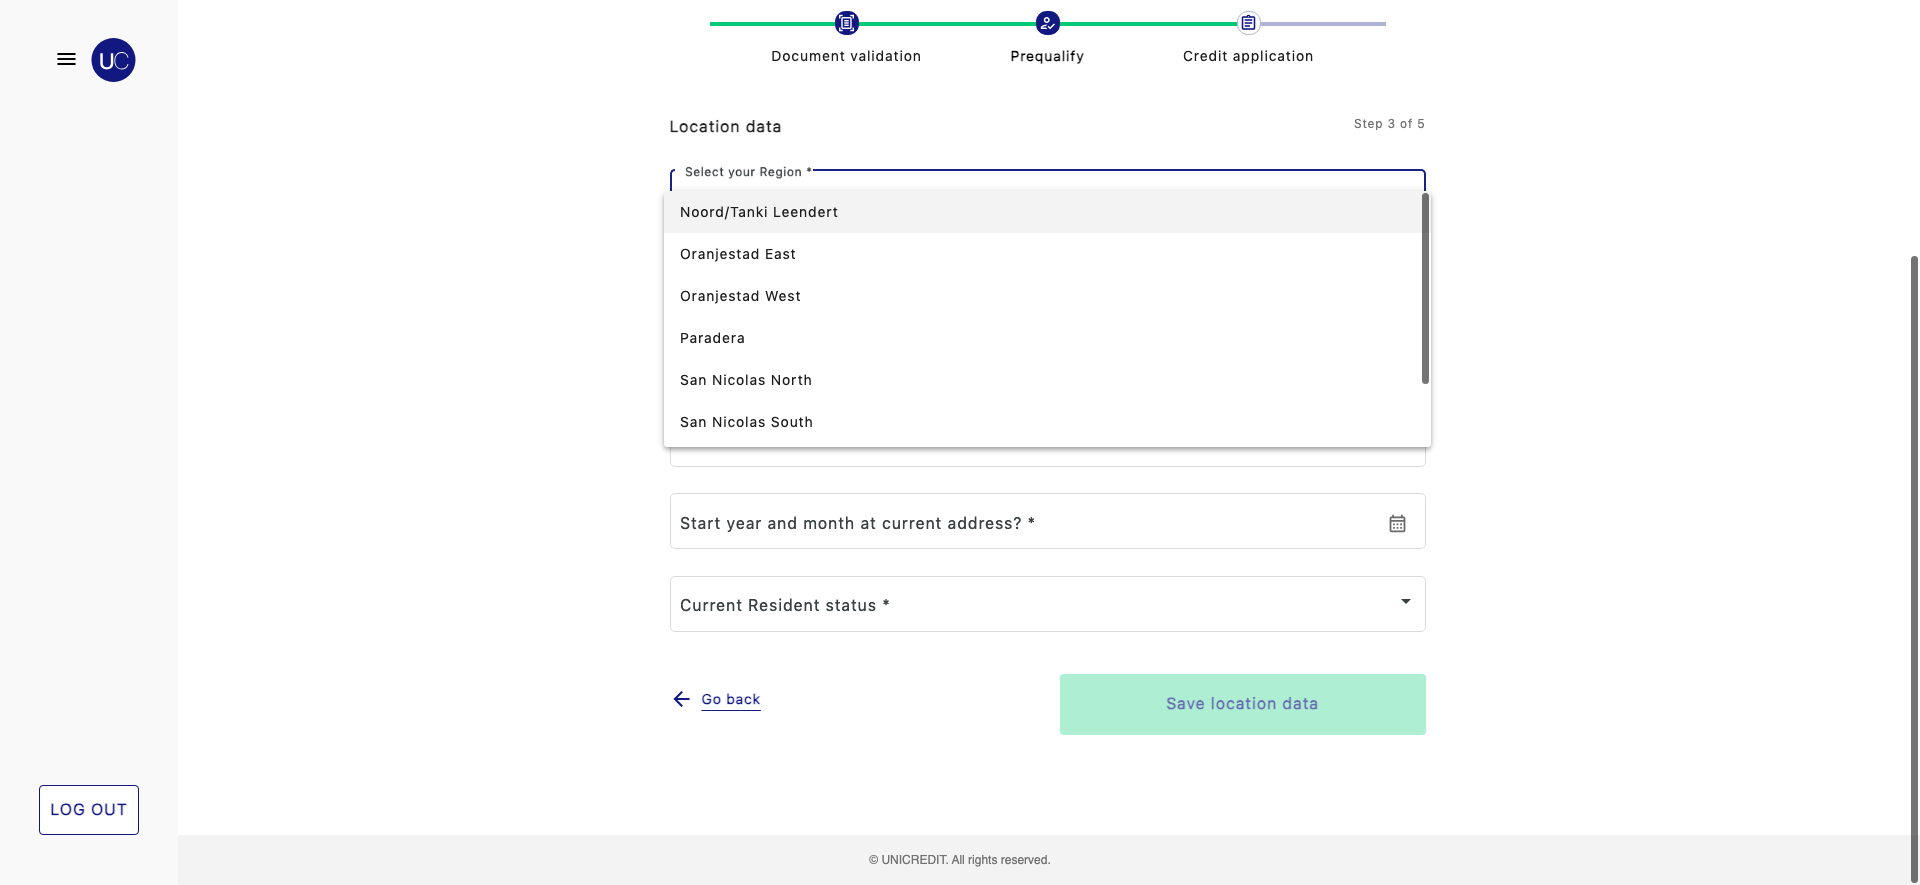 UC
Document validation
Prequalify
Credit application
Location data
Step 3 of 5
Select your Region *
Noord/Tanki Leendert
Oranjestad East
Oranjestad West
Paradera
San Nicolas North
San Nicolas South
Start year and month at current address? *
Current Resident status *
Go back
Save location data
LOG OUT
© UNICREDIT. All rights reserved.